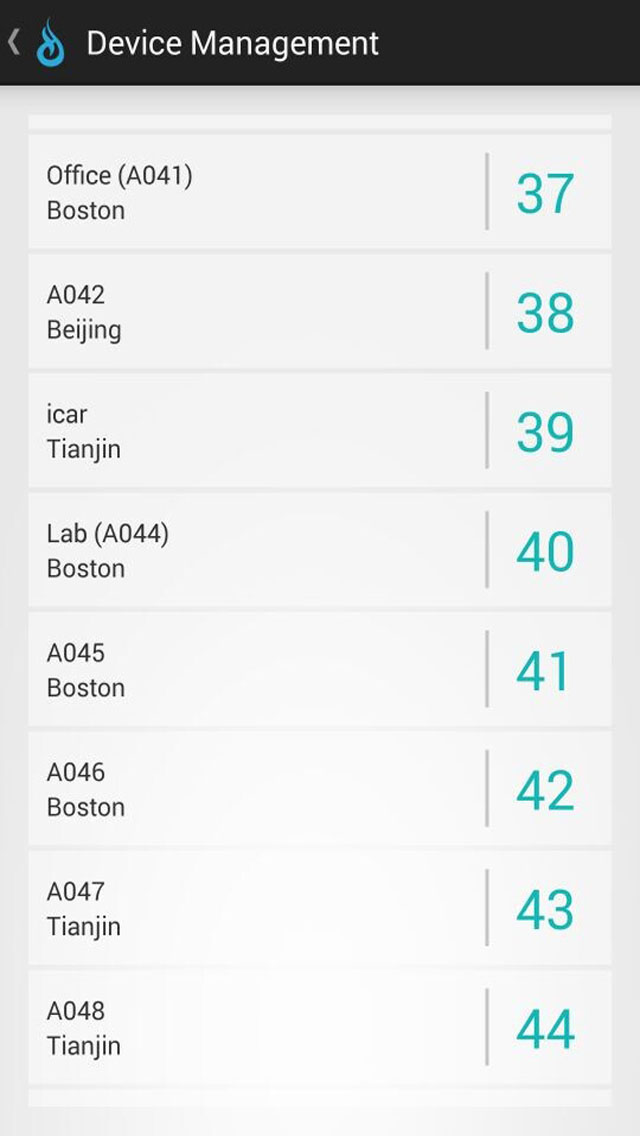 Device Management
Office (A041)
Boston
37
A042
Beijing
38
icar
Tianjin
39
Lab (A044)
Boston
40
A045
Boston
41
A046
Boston
42
A047
Tianjin
43
A048
Tianjin
44